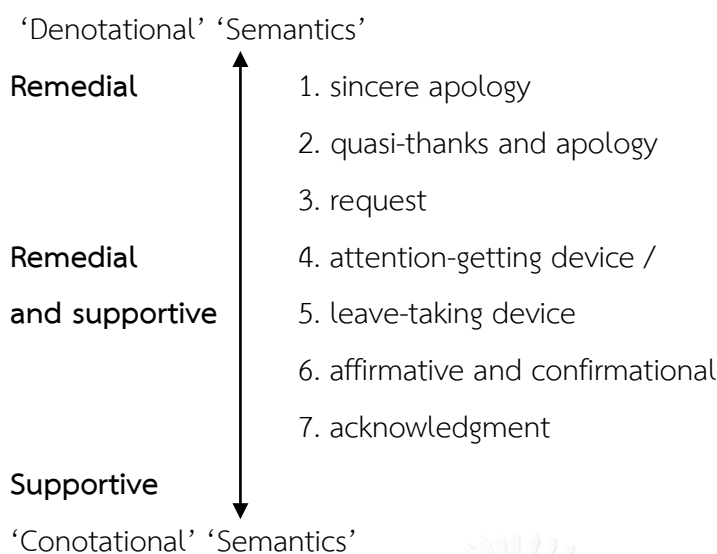 ‘Denotational’ ‘Semantics’
Remedial 1. sincere apology
2. quasi-thanks and apology
3. request
Remedial 4. attention-getting device /
and supportive 5. leave-taking device
6. affirmative and confirmational
7. acknowledgment
Supportive
‘Conotational’ ‘Semantics’